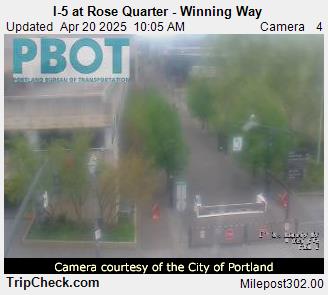 I-5 at Rose Quarter - Winning Way
Updated Apr 20 2025 10:05 AM Camera 4
PBOT
PORTLAND BUREAU OF TRANSPORTATION
Camera courtesy of the City of Portland
TripCheck.com Milepost302.00